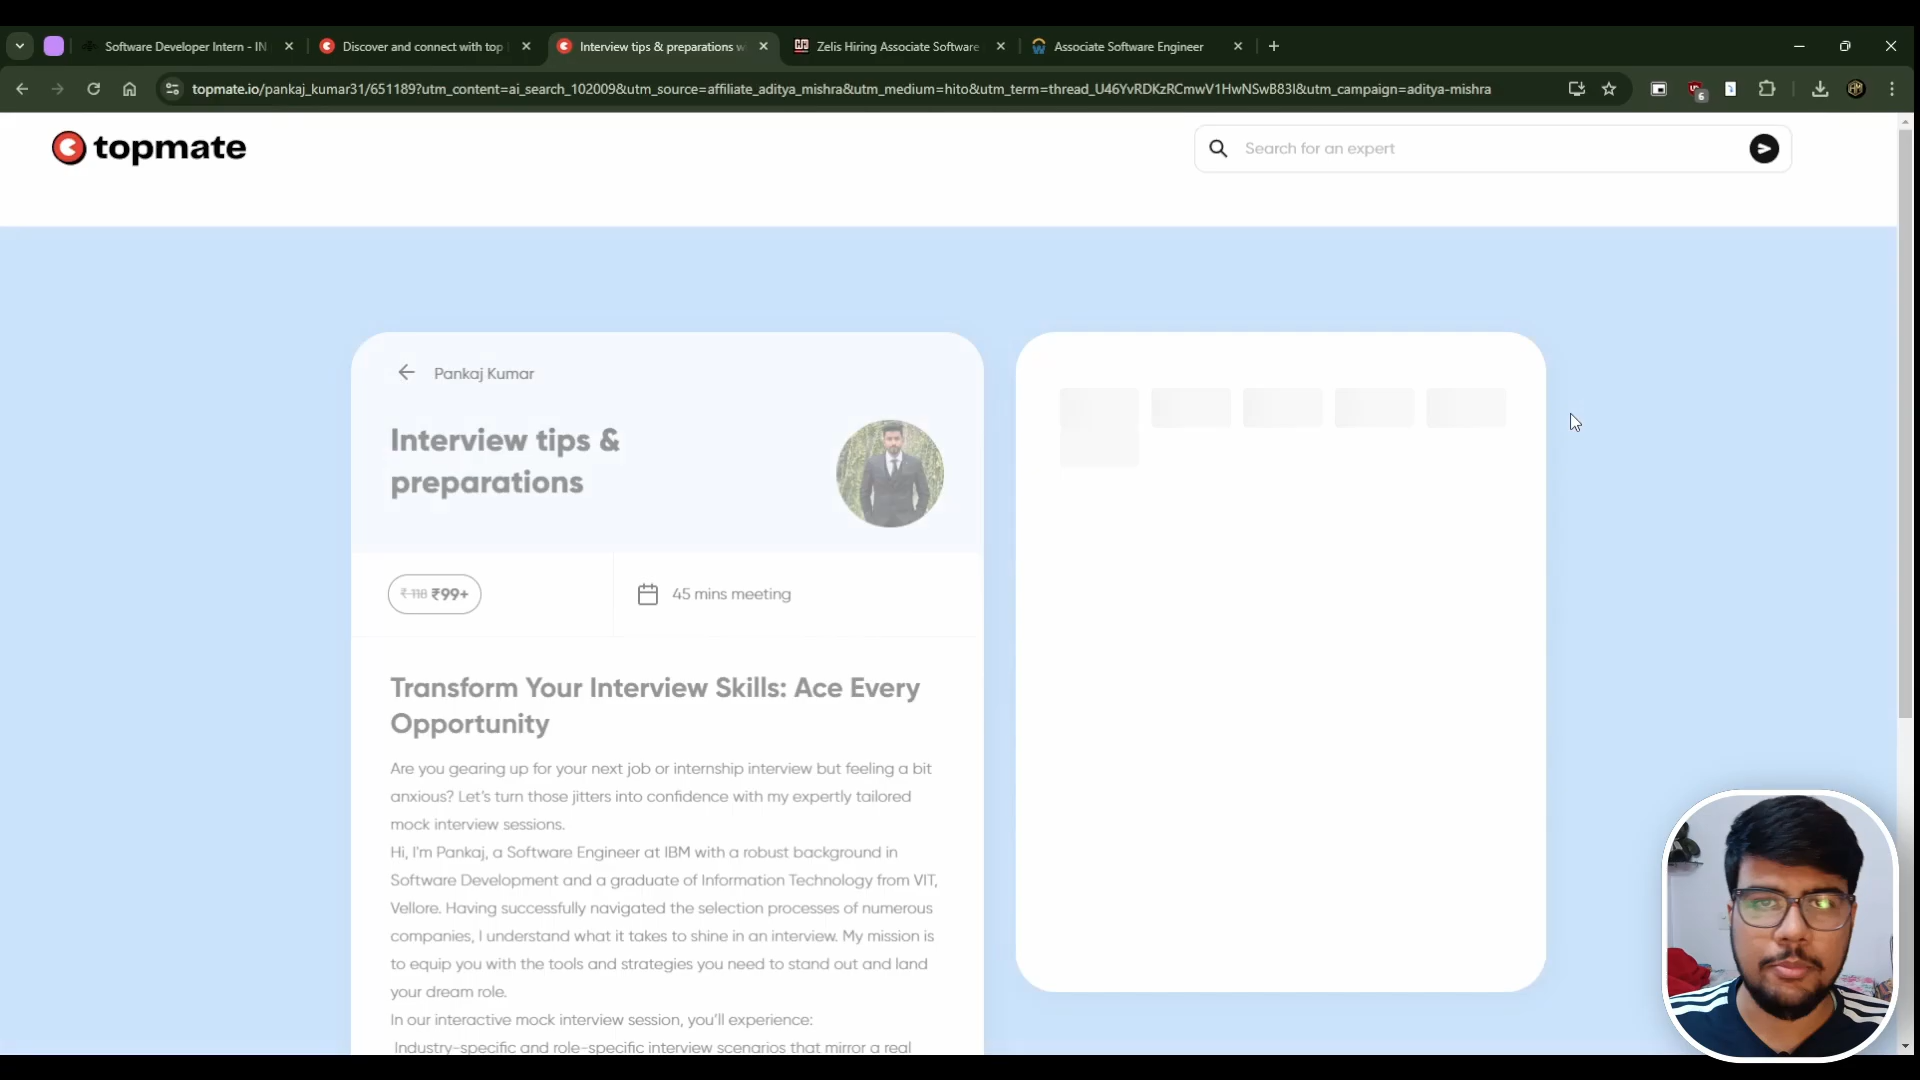 Software Developer Intern - IN
Discover and connect with top
Interview tips & preparations w
Zelis Hiring Associate Software
Associate Software Engineer
topmate.io/pankaj_kumar31/651189?utm_content=ai_search_102009&utm_source=affiliate_aditya_mishra&utm_medium=hito&utm_term=thread_U46YvRDKzRCmwV1HwNSwB83I&utm_campaign=aditya-mishra
6
topmate
Search for an expert
Pankaj Kumar
Interview tips &
preparations
₹ 118 ₹99+
45 mins meeting
Transform Your Interview Skills: Ace Every
Opportunity
Are you gearing up for your next job or internship interview but feeling a bit
anxious? Let's turn those jitters into confidence with my expertly tailored
mock interview sessions.
Hi, I'm Pankaj, a Software Engineer at IBM with a robust background in
Software Development and a graduate of Information Technology from VIT,
Vellore. Having successfully navigated the selection processes of numerous
companies, I understand what it takes to shine in an interview. My mission is
to equip you with the tools and strategies you need to stand out and land
your dream role.
In our interactive mock interview session, you'll experience:
Industry-specific and role-specific interview scenarios that mirror a real